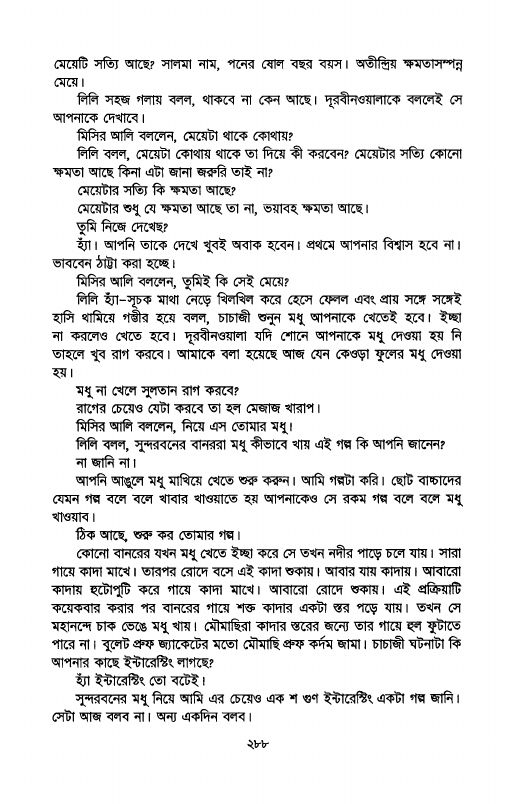 মেয়েটি সত্যি আছে? সালমা নাম, পনের ষোল বছর বয়স। অতীন্দ্রিয় ক্ষমতাসম্পন্ন
মেয়ে।
লিলি সহজ গলায় বলল, থাকবে না কেন আছে। দূরবীনওয়ালাকে বললেই সে
আপনাকে দেখাবে।
মিসির আলি বললেন, মেয়েটা থাকে কোথায়?
লিলি বলল, মেয়েটা কোথায় থাকে তা দিয়ে কী করবেন? মেয়েটার সত্যি কোনো
ক্ষমতা আছে কিনা এটা জানা জরুরি তাই না?
মেয়েটার সত্যি কি ক্ষমতা আছে?
মেয়েটার শুধু যে ক্ষমতা আছে তা না, ভয়াবহ ক্ষমতা আছে।
তুমি নিজে দেখেছ?
হ্যাঁ। আপনি তাকে দেখে খুবই অবাক হবেন। প্রথমে আপনার বিশ্বাস হবে না।
ভাববেন ঠাট্টা করা হচ্ছে।
মিসির আলি বললেন, তুমিই কি সেই মেয়ে?
লিলি হ্যাঁ–সূচক মাথা নেড়ে খিলখিল করে হেসে ফেলল এবং প্রায় সঙ্গে সঙ্গেই
হাসি থামিয়ে গম্ভীর হয়ে বলল, চাচাজী শুনুন মধু আপনাকে খেতেই হবে। ইচ্ছা
না করলেও খেতে হবে। দূরবীনওয়ালা যদি শোনে আপনাকে মধু দেওয়া হয় নি
তাহলে খুব রাগ করবে। আমাকে বলা হয়েছে আজ যেন কেওড়া ফুলের মধু দেওয়া
হয়।
মধু না খেলে সুলতান রাগ করবে?
রাগের চেয়েও যেটা করবে তা হল মেজাজ খারাপ।
মিসির আলি বললেন, নিয়ে এস তোমার মধু।
লিলি বলল, সুন্দরবনের বানররা মধু কীভাবে খায় এই গল্প কি আপনি জানেন?
না জানি না।
আপনি আঙুলে মধু মাখিয়ে খেতে শুরু করুন। আমি গল্পটা করি। ছোট বাচ্চাদের
যেমন গল্প বলে বলে খাবার খাওয়াতে হয় আপনাকেও সে রকম গল্প বলে বলে মধু
খাওয়াব।
ঠিক আছে, শুরু কর তোমার গল্প।
কোনো বানরের যখন মধু খেতে ইচ্ছা করে সে তখন নদীর পাড়ে চলে যায়। সারা
গায়ে কাদা মাখে। তারপর রোদে বসে এই কাদা শুকায়। আবার যায় কাদায়। আবারো
কাদায় হুটোপুটি করে গায়ে কাদা মাখে। আবারো রোদে শুকায়। এই প্রক্রিয়াটি
কয়েকবার করার পর বানরের গায়ে শক্ত কাদার একটা স্তর পড়ে যায়। তখন সে
মহানন্দে চাক ভেঙে মধু খায়। মৌমাছিরা কাদার স্তরের জন্যে তার গায়ে হুল ফুটাতে
পারে না। বুলেট প্রুফ জ্যাকেটের মতো মৌমাছি প্রুফ কর্দম জামা। চাচাজী ঘটনাটা কি
আপনার কাছে ইন্টারেস্টিং লাগছে?
হ্যাঁ ইন্টারেস্টিং তো বটেই।
সুন্দরবনের মধু নিয়ে আমি এর চেয়েও এক শ গুণ ইন্টারেস্টিং একটা গল্প জানি।
সেটা আজ বলব না। অন্য একদিন বলব।
২৮৮